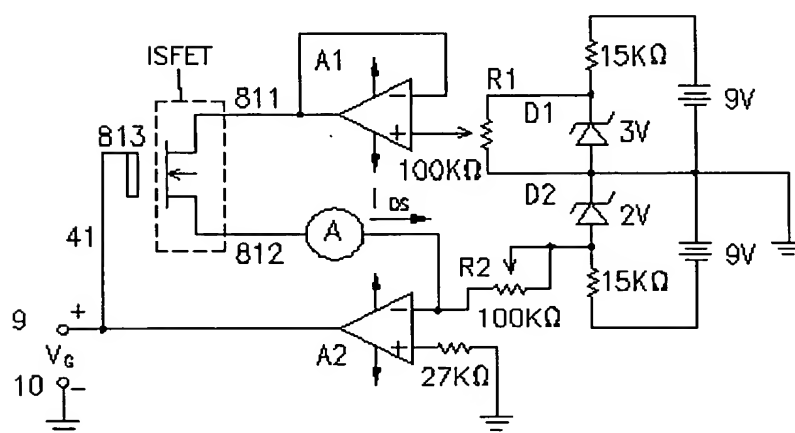 ISFET
A1
811
813
15KΩ
R1
D1
9V
3V
100KΩ
D2
I DS
2V
A
41
812
R2
9V
15KΩ
100KΩ
9
+
VG
A2
27KΩ
10
-
-
+
-
+